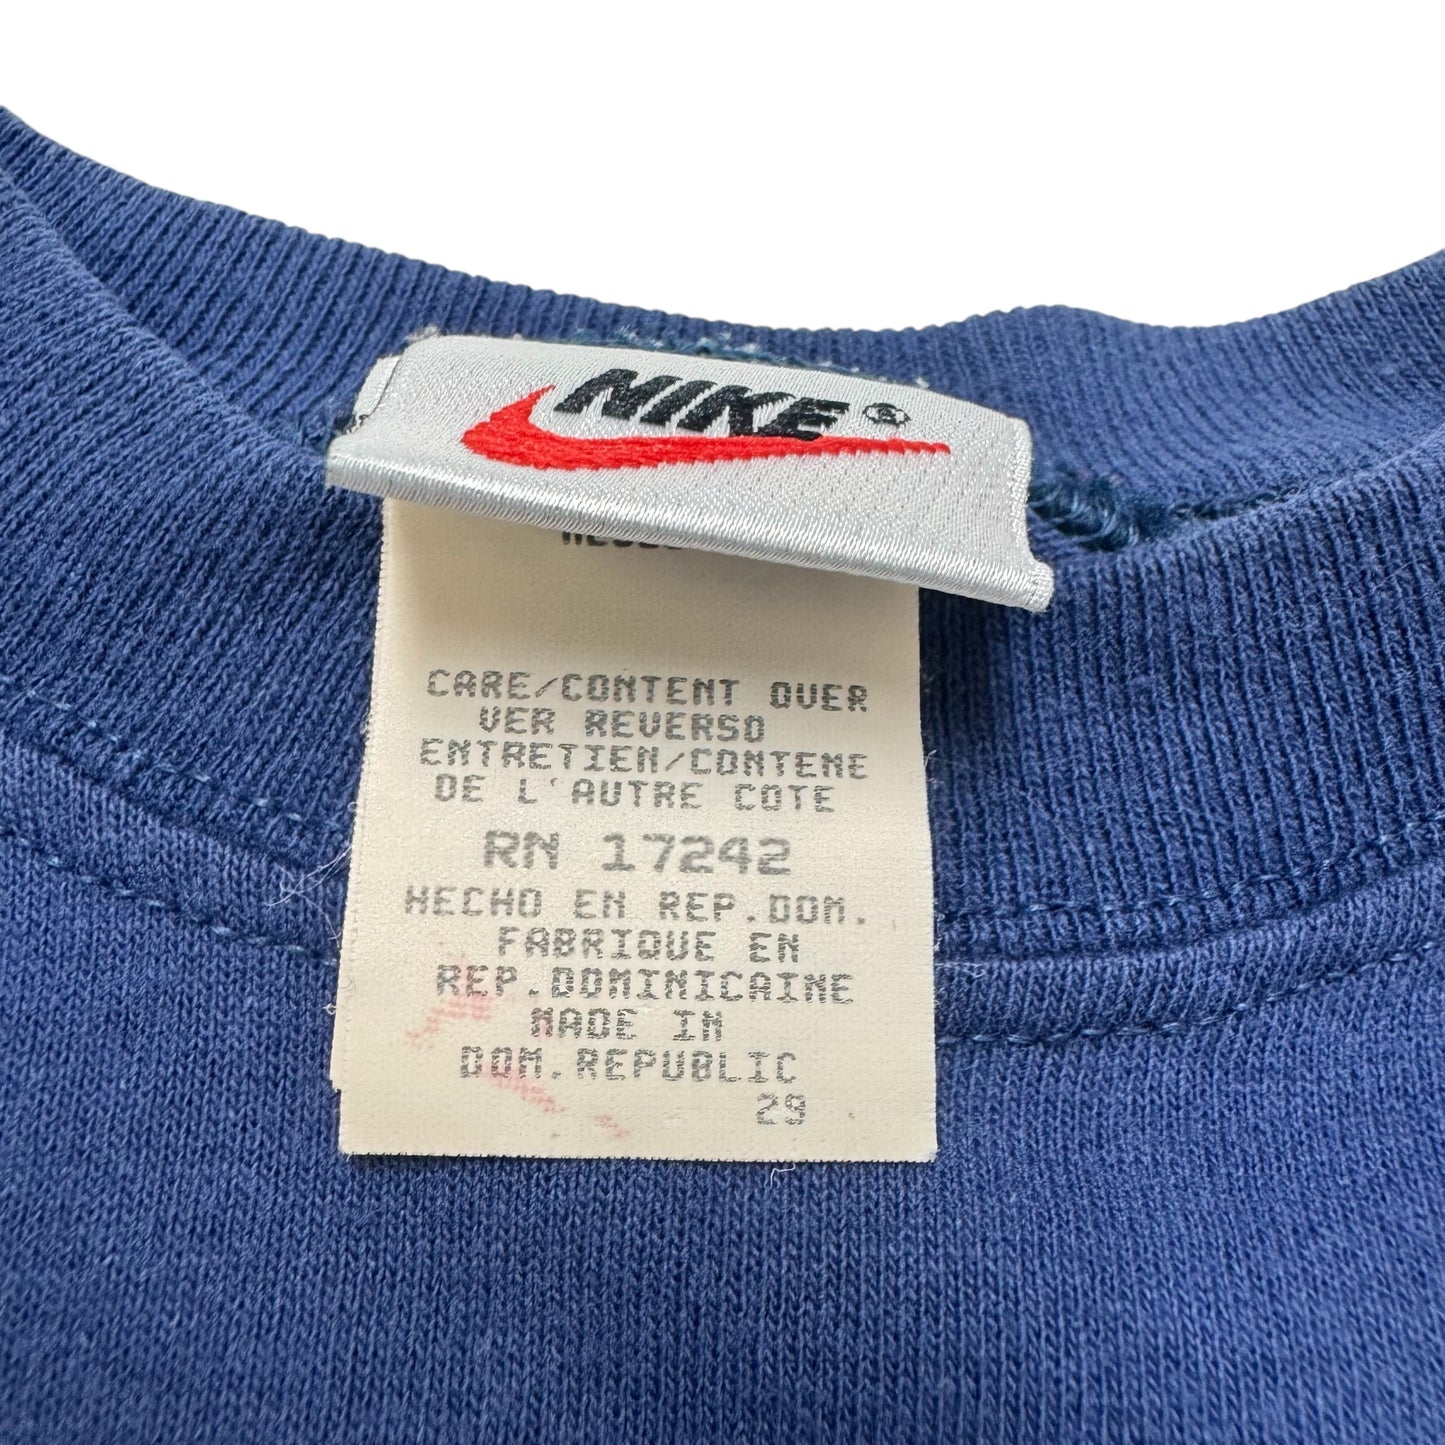 NIKE®
CARE/CONTENT OVER
VER REVERSO
ENTRETIEN/CONTENE
DE L'AUTRE COTE
RN 17242
HECHO EN REP.DOM.
FABRIQUE EN
REP.DOMINICAINE
MADE IN
DOM.REPUBLIC
29